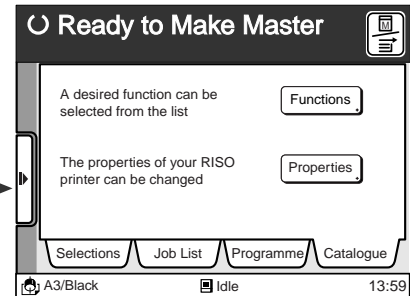 Ready to Make Master
M
A desired function can be
selected from the list
Functions
The properties of your RISO
printer can be changed
Properties
Selections
Job List
Programme
Catalogue
A3/Black
Idle
13:59